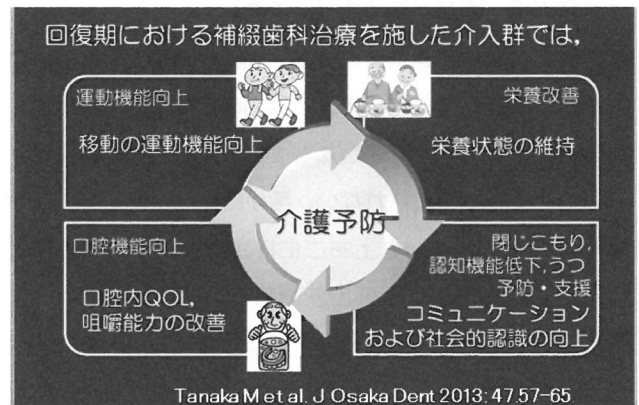 回復期における補綴歯科治療を施した介入群では,
運動機能向上
移動の運動機能向上
栄養改善
栄養状態の維持
介護予防
口腔機能向上
口腔内QOL,
咀嚼能力の改善
閉じこもり,
認知機能低下,うつ
予防・支援
コミュニケーション
および社会的認識の向上
Tanaka M et al. J Osaka Dent 2013: 47.57-65